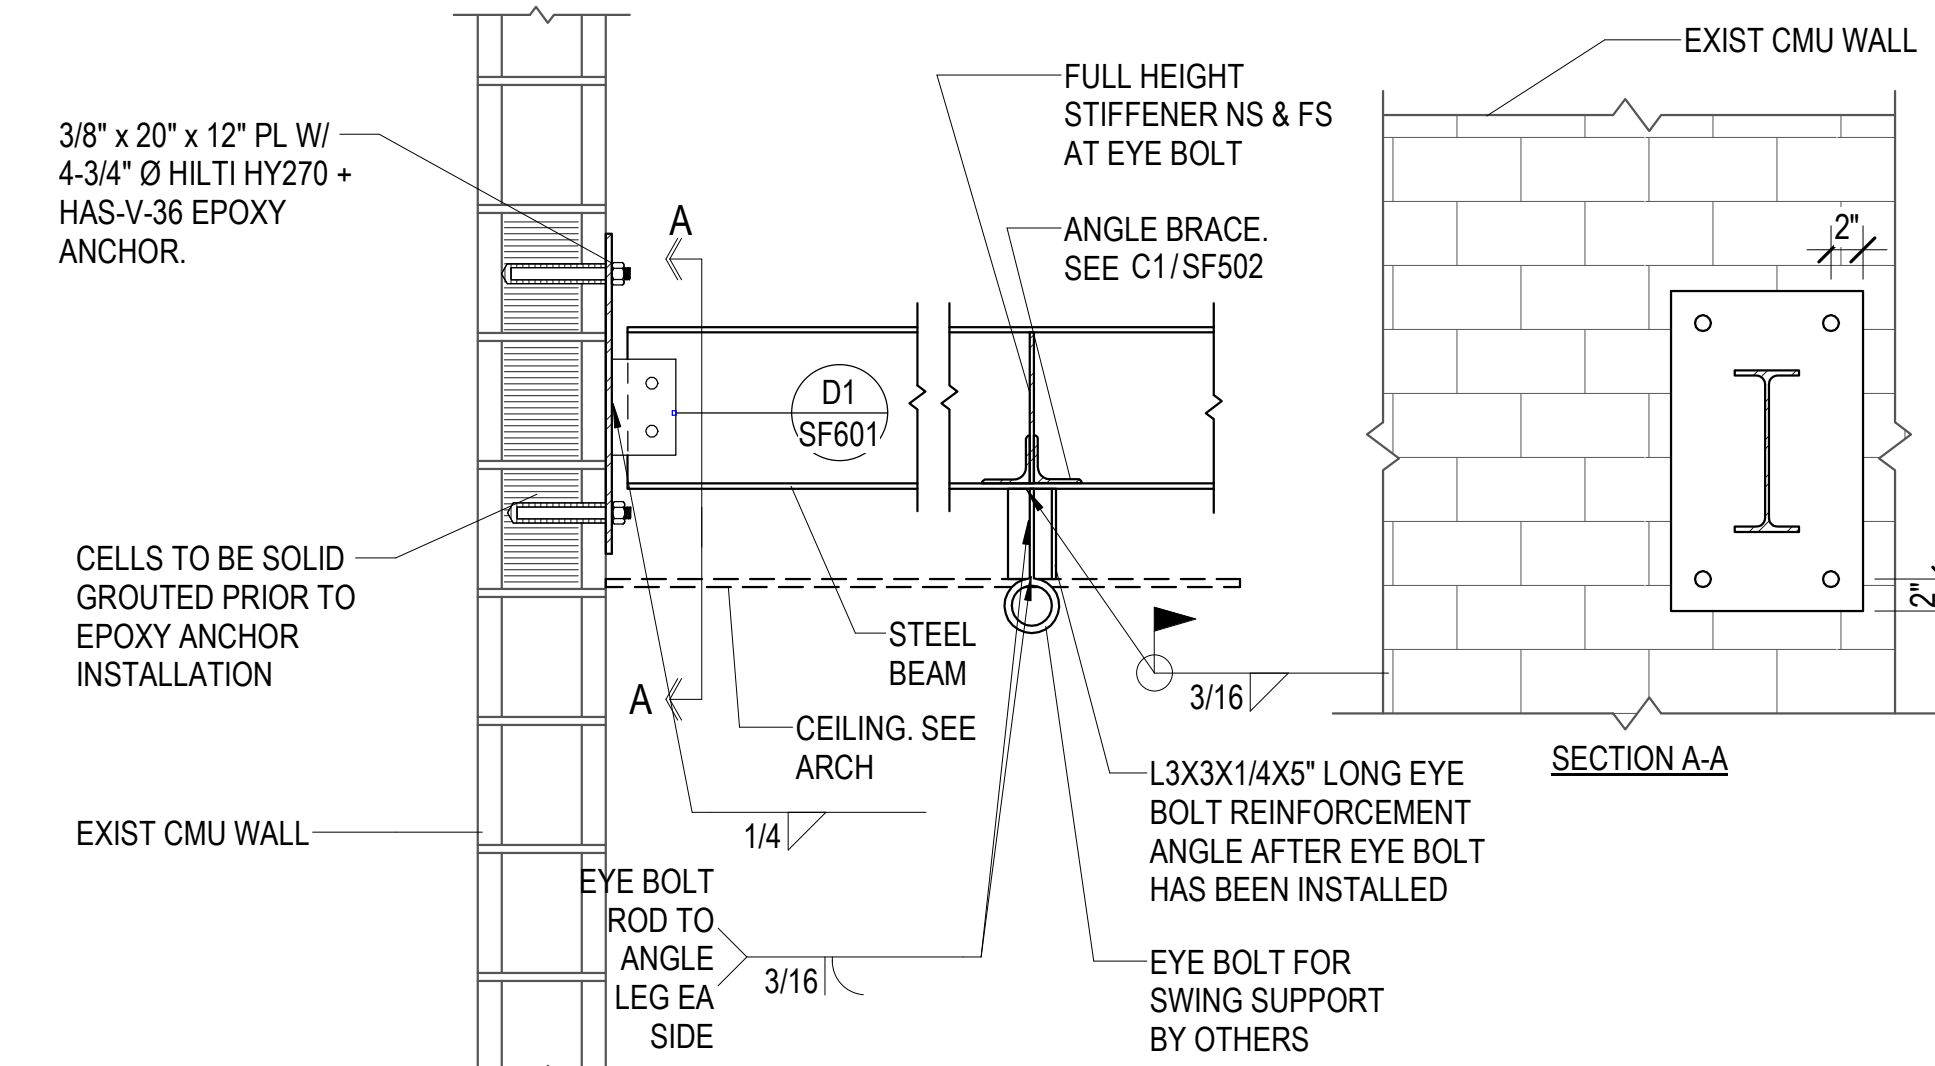 3/8" x 20" x 12" PL W/
4-3/4" Ø HILTI HY270 +
HAS-V-36 EPOXY
ANCHOR.
A
FULL HEIGHT
STIFFENER NS & FS
AT EYE BOLT
ANGLE BRACE.
SEE C1/SF502
EXIST CMU WALL
2"
D1
SF601
CELLS TO BE SOLID
GROUTED PRIOR TO
EPOXY ANCHOR
INSTALLATION
A
STEEL
BEAM
CEILING. SEE
ARCH
3/16
2"
SECTION A-A
EXIST CMU WALL
1/4
L3X3X1/4X5" LONG EYE
BOLT REINFORCEMENT
ANGLE AFTER EYE BOLT
HAS BEEN INSTALLED
EYE BOLT
ROD TO
ANGLE
LEG EA
SIDE
3/16
EYE BOLT FOR
SWING SUPPORT
BY OTHERS